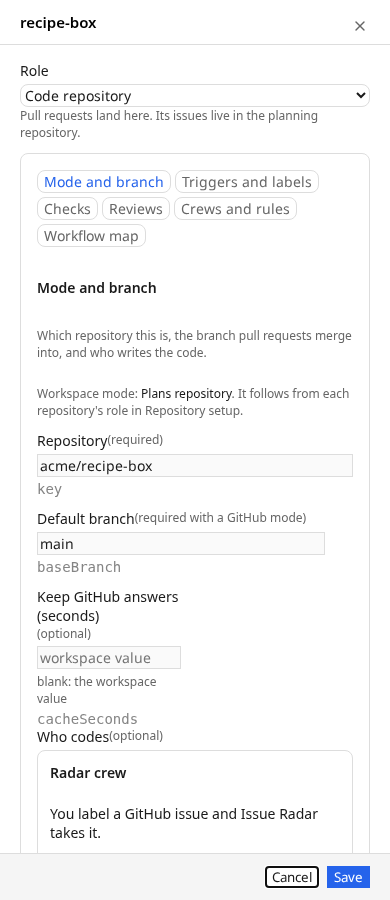 recipe-box
×
Role
Code repository
Pull requests land here. Its issues live in the planning
repository.
Mode and branch
Triggers and labels
Checks
Reviews
Crews and rules
Workflow map
Mode and branch
Which repository this is, the branch pull requests merge
into, and who writes the code.
Workspace mode: Plans repository. It follows from each
repository's role in Repository setup.
Repository(required)
acme/recipe-box
key
Default branch(required with a GitHub mode)
main
baseBranch
Keep GitHub answers
(seconds)
(optional)
workspace value
blank: the workspace
value
cacheSeconds
Who codes(optional)
Radar crew
You label a GitHub issue and Issue Radar
takes it.
Cancel
Save